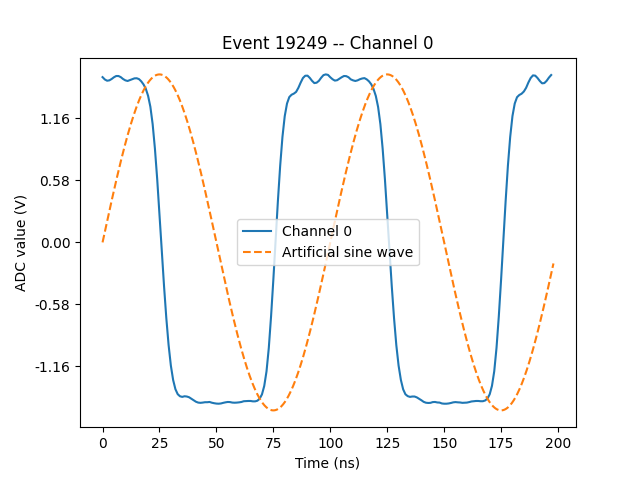 Event 19249 -- Channel 0
ADC value (V)
1.16
0.58
0.00
-0.58
-1.16
Channel 0
Artificial sine wave
0 25 50 75 100 125 150 175 200
Time (ns)